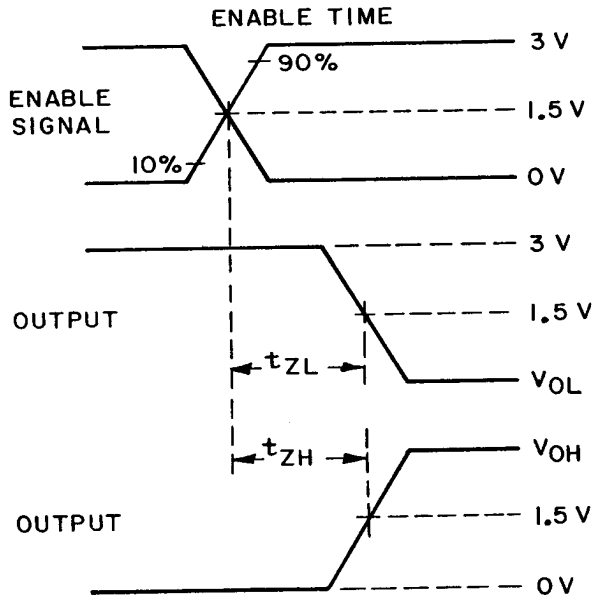 ENABLE TIME
3 V
90%
ENABLE
SIGNAL
1.5 V
10%
0 V
3 V
OUTPUT
1.5 V
tZL
VOL
tZH
VOH
OUTPUT
1.5 V
0 V